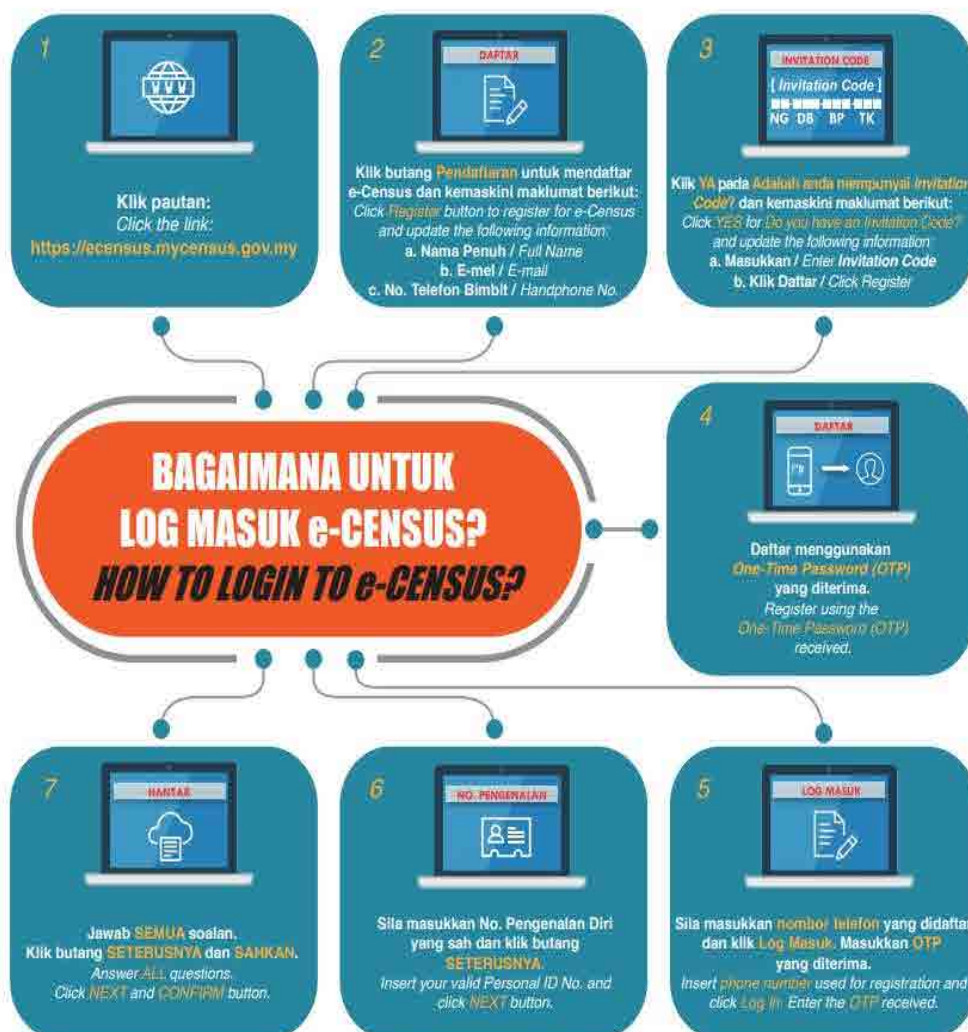 1
Klik pautan:
Click the link:
https://ecensus.mycensus.gov.my
2
DAFTAR
Klik butang Pendaftaran untuk mendaftar
e-Census dan kemaskini maklumat berikut:
Click Register button to register for e-Census
and update the following information
a. Nama Penuh / Full Name
b. E-mel / E-mail
c. No. Telefon Bimbit / Handphone No.
3
INVITATION CODE
[ Invitation Code ]
NG DB BP TK
Klik YA pada Adakah anda mempunyai Invitation
Code? dan kemaskini maklumat berikut:
Click YES for Do you have an Invitation Code?
and update the following information
a. Masukkan / Enter Invitation Code
b. Klik Daftar / Click Register
BAGAIMANA UNTUK
LOG MASUK e-CENSUS?
HOW TO LOGIN TO e-CENSUS?
4
DAFTAR
Daftar menggunakan
One-Time Password (OTP)
yang diterima.
Register using the
One-Time Password (OTP)
received.
5
LOG MASUK
Sila masukkan nombor telefon yang didaftar
dan klik Log Masuk. Masukkan OTP
yang diterima.
Insert phone number used for registration and
click Log In. Enter the OTP received.
6
NO. PENGENALAN
Sila masukkan No. Pengenalan Diri
yang sah dan klik butang
SETERUSNYA.
Insert your valid Personal ID No. and
click NEXT button.
7
HANTAR
Jawab SEMUA soalan.
Klik butang SETERUSNYA dan SAHKAN.
Answer ALL questions.
Click NEXT and CONFIRM button.